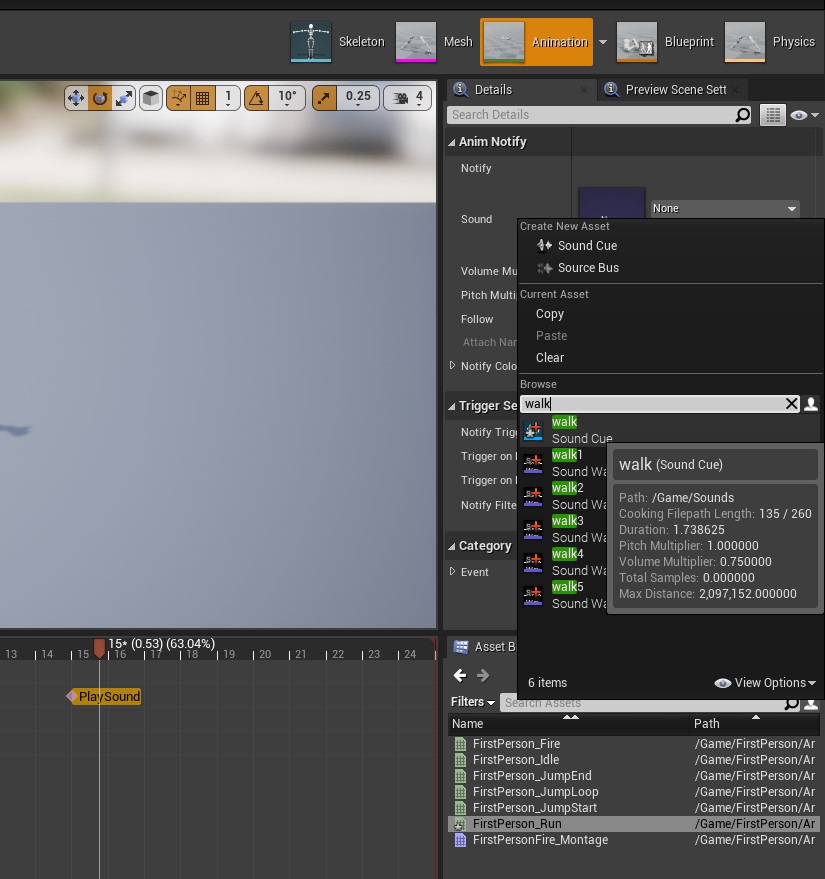 Skeleton Mesh Animation Blueprint Physics
1 10° 0.25 4
Details Preview Scene Sett
Search Details
Anim Notify
Notify
Sound
None
Volume Mu
Pitch Multi
Follow
Attach Nan
Notify Colo
Trigger Se
Notify Trigg
Trigger on
Trigger on
Notify Filte
Category
Event
Create New Asset
Sound Cue
Source Bus
Current Asset
Copy
Paste
Clear
Browse
walk
walk
Sound Cue
walk1
Sound Wa
walk2
Sound Wa
walk3
Sound Wa
walk4
Sound Wa
walk5
Sound Wa
walk (Sound Cue)
Path: /Game/Sounds
Cooking Filepath Length: 135 / 260
Duration: 1.738625
Pitch Multiplier: 1.000000
Volume Multiplier: 0.750000
Total Samples: 0.000000
Max Distance: 2,097,152.000000
6 items View Options
15* (0.53) (63.04%)
13 14 15 16 17 18 19 20 21 22 23 24
PlaySound
Asset B
Filters Search Assets
Name Path
FirstPerson_Fire /Game/FirstPerson/Ar
FirstPerson_Idle /Game/FirstPerson/Ar
FirstPerson_JumpEnd /Game/FirstPerson/Ar
FirstPerson_JumpLoop /Game/FirstPerson/Ar
FirstPerson_JumpStart /Game/FirstPerson/Ar
FirstPerson_Run /Game/FirstPerson/Ar
FirstPersonFire_Montage /Game/FirstPerson/Ar